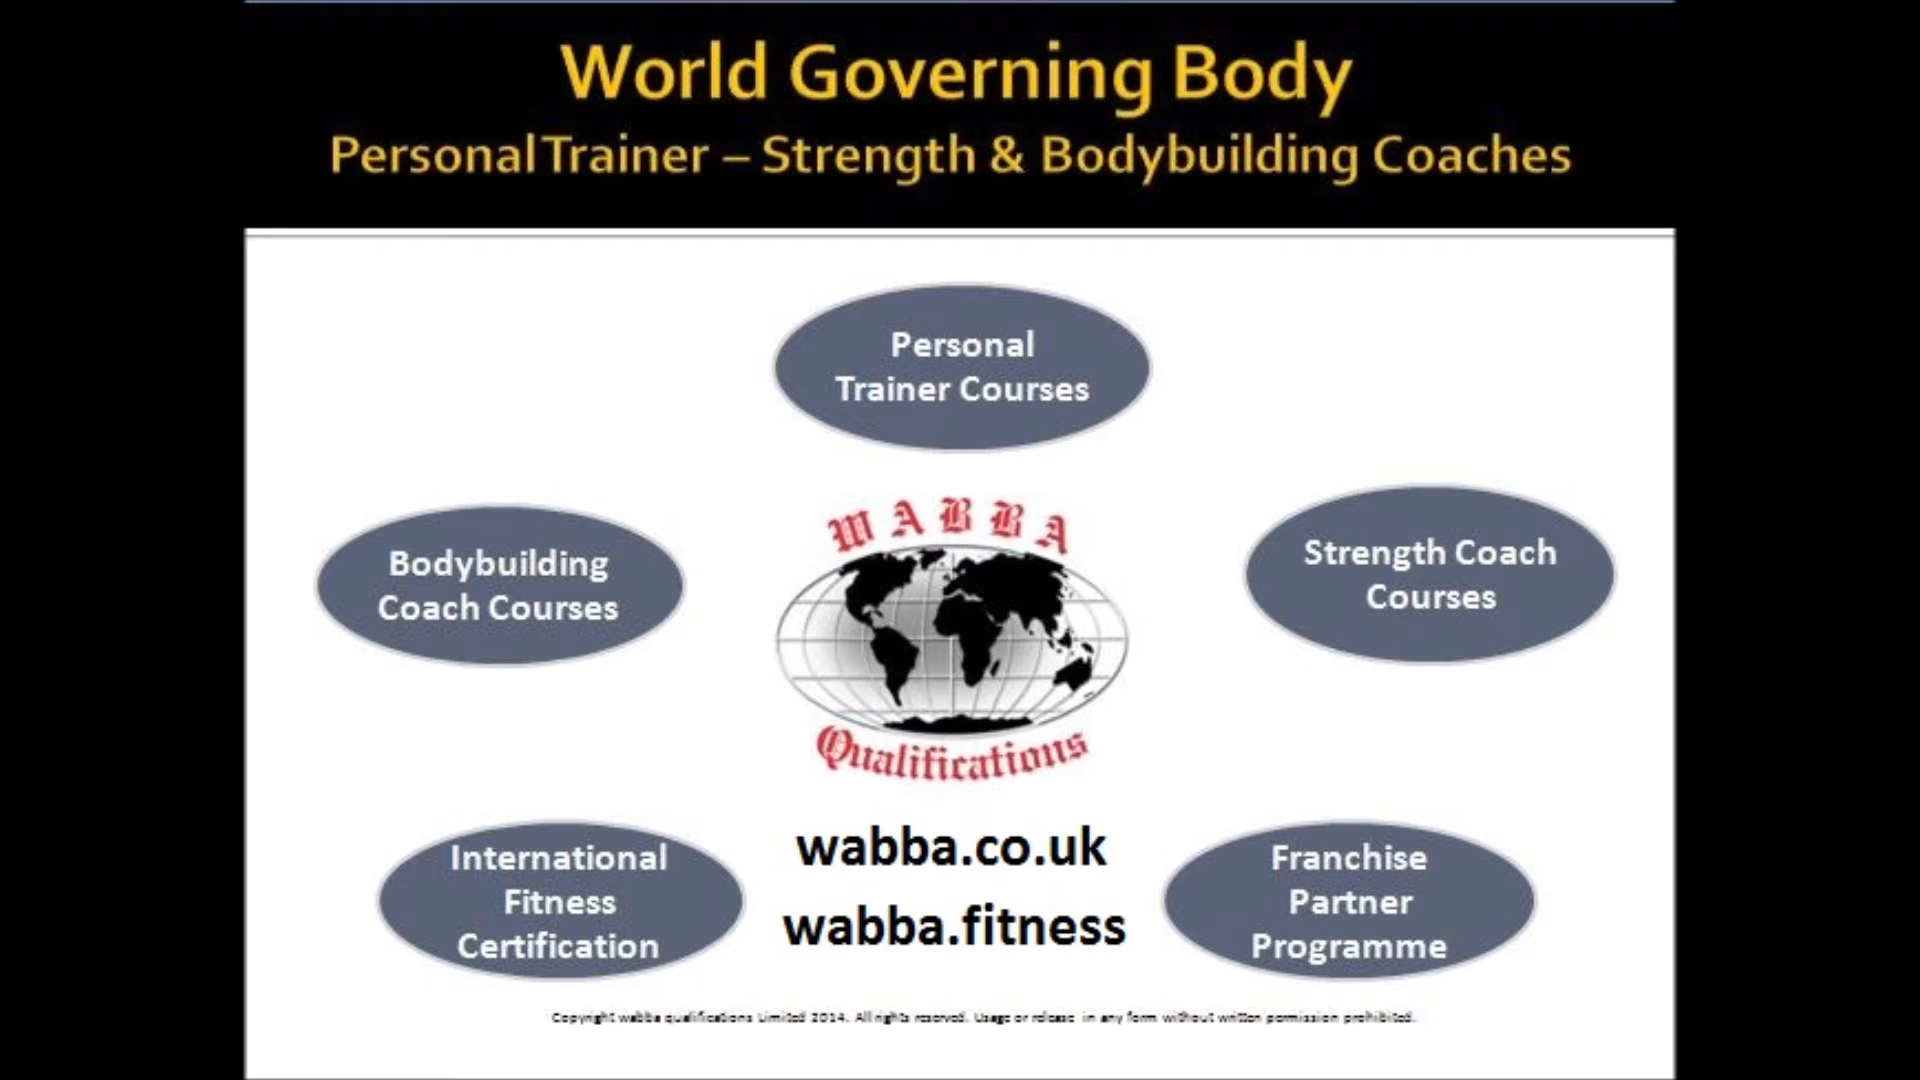 World Governing Body
Personal Trainer – Strength & Bodybuilding Coaches
Personal
Trainer Courses
Bodybuilding
Coach Courses
WABBA
Qualifications
Strength Coach
Courses
International
Fitness
Certification
wabba.co.uk
wabba.fitness
Franchise
Partner
Programme
Copyright wabba qualifications Limited 2014. All rights reserved. Usage or release in any form without written permission prohibited.